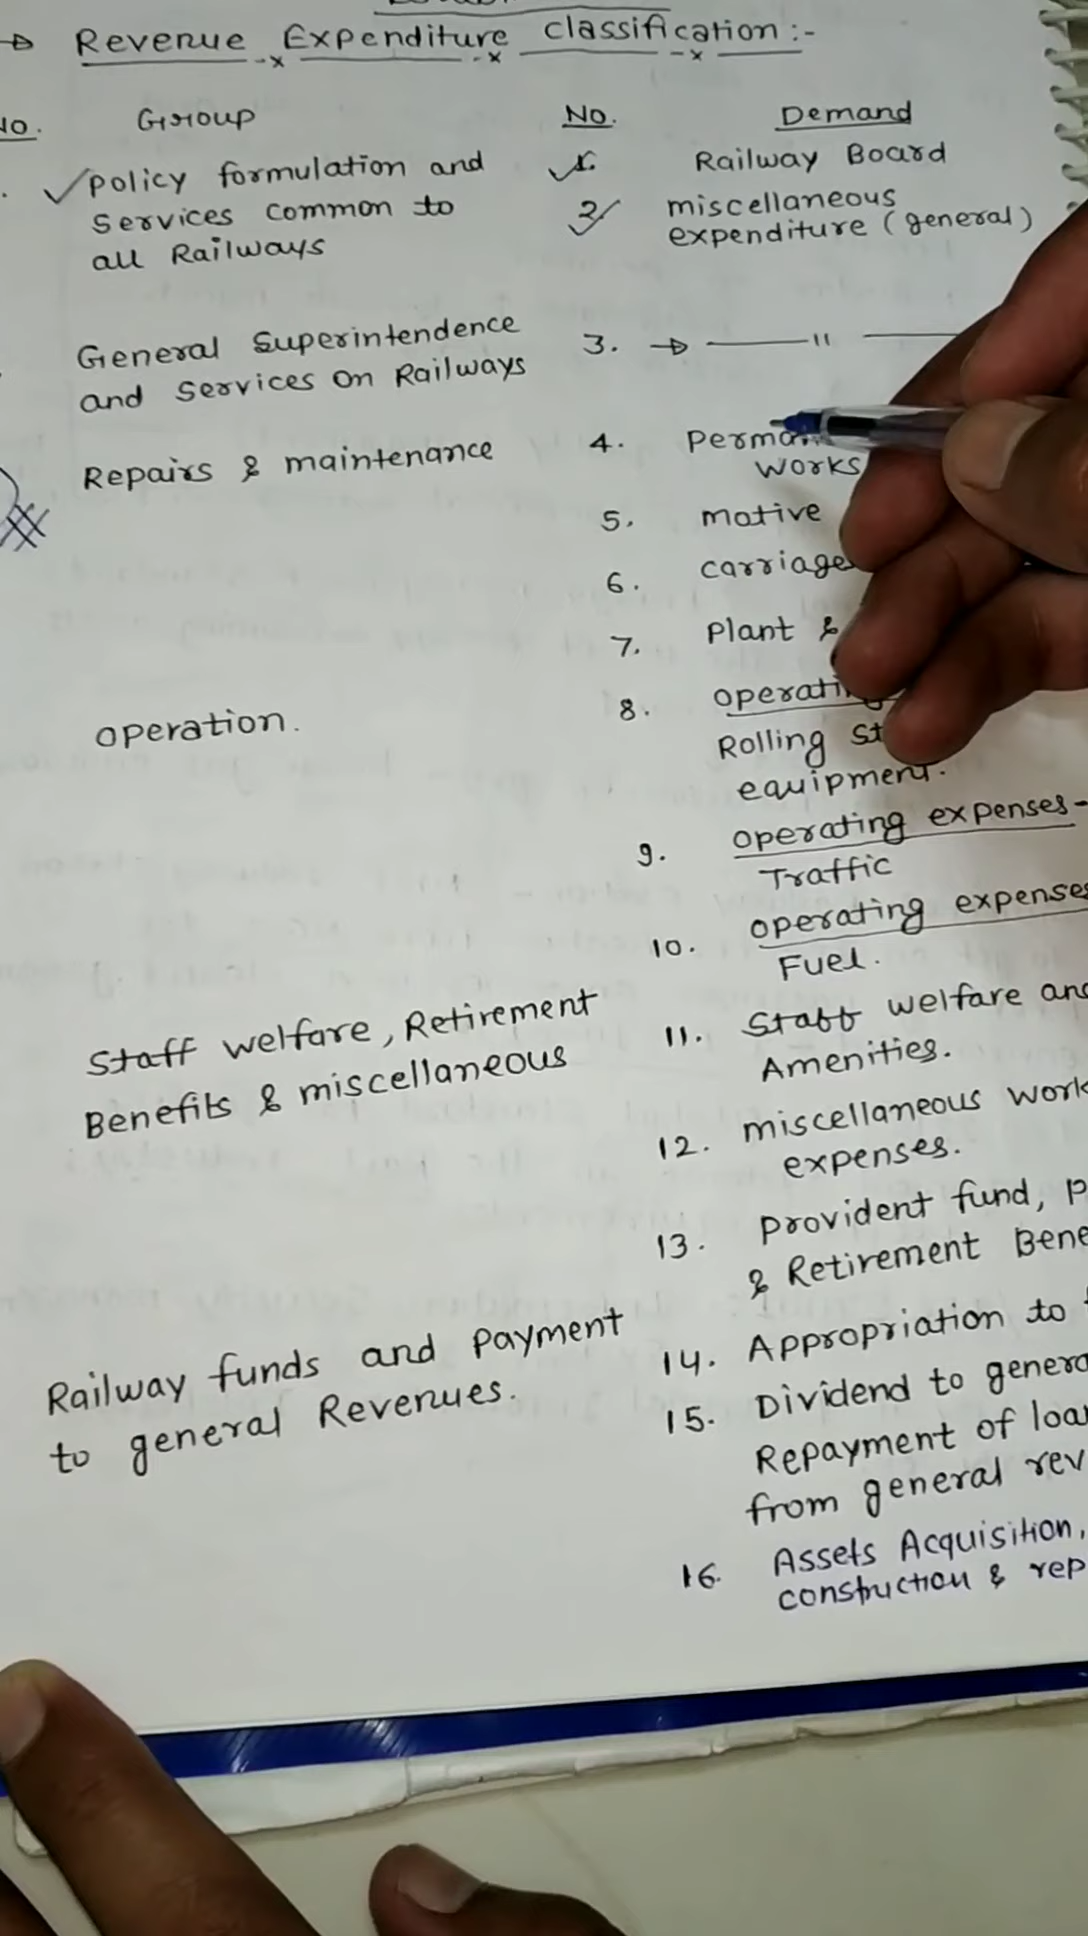 Revenue Expenditure classification :-
No. Group No. Demand
policy formulation and 1. Railway Board
Services common to 2 miscellaneous
all Railways expenditure (general)
General Superintendence 3. → —— 11 ——
and Services on Railways
Repairs & maintenance 4.
works
5. motive
6. carriage
7. Plant &
operation. 8.
Rolling
equipment.
9. operating expenses-
Traffic
10. operating expenses
Fuel.
Staff welfare, Retirement 11. Staff welfare and
Benefits & miscellaneous Amenities.
12. miscellaneous work
expenses.
13. provident fund,
& Retirement
Railway funds and payment 14. Appropriation to
to general Revenues. 15. Dividend to
Repayment of
from general
16. Assets Acquisition,
construction &